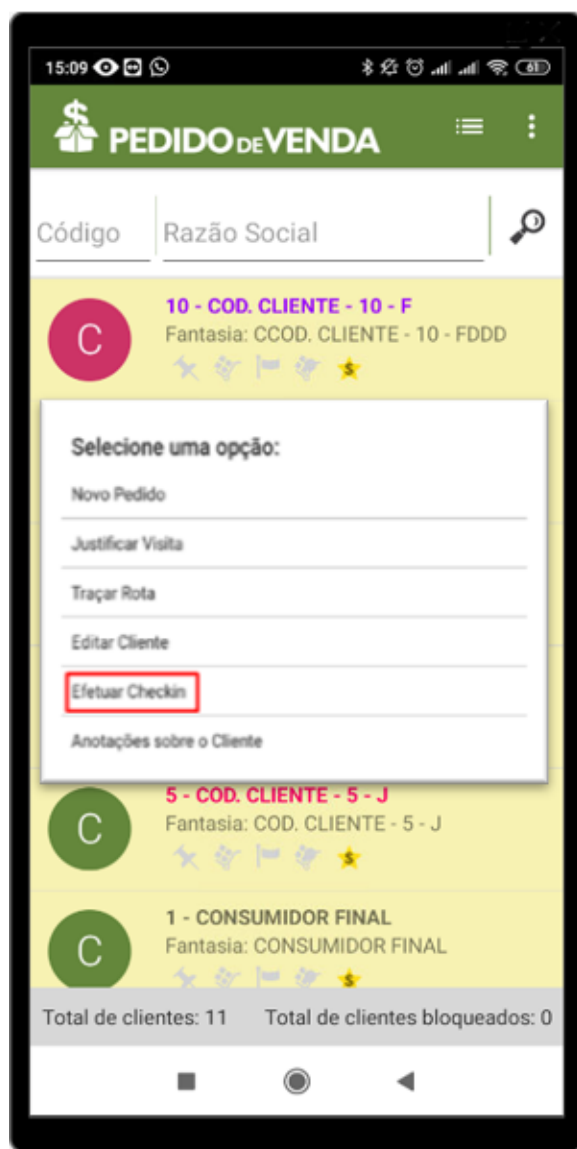 15:09 61
PEDIDO DE VENDA
Código Razão Social
C
10 - COD. CLIENTE - 10 - F
Fantasia: CCOD. CLIENTE - 10 - FDDD
Selecione uma opção:
Novo Pedido
Justificar Visita
Traçar Rota
Editar Cliente
Efetuar Checkin
Anotações sobre o Cliente
C
5 - COD. CLIENTE - 5 - J
Fantasia: COD. CLIENTE - 5 - J
C
1 - CONSUMIDOR FINAL
Fantasia: CONSUMIDOR FINAL
Total de clientes: 11 Total de clientes bloqueados: 0